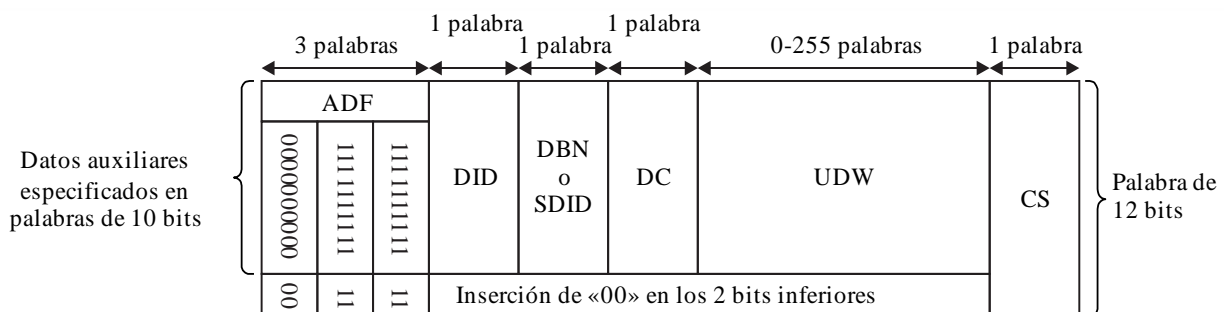 1 palabra
1 palabra
3 palabras
1 palabra
0-255 palabras
1 palabra
ADF
Datos auxiliares
especificados en
palabras de 10 bits
0000000000
1111111111
1111111111
DID
DBN
o
SDID
DC
UDW
CS
Palabra de
12 bits
00
11
11
Inserción de «00» en los 2 bits inferiores